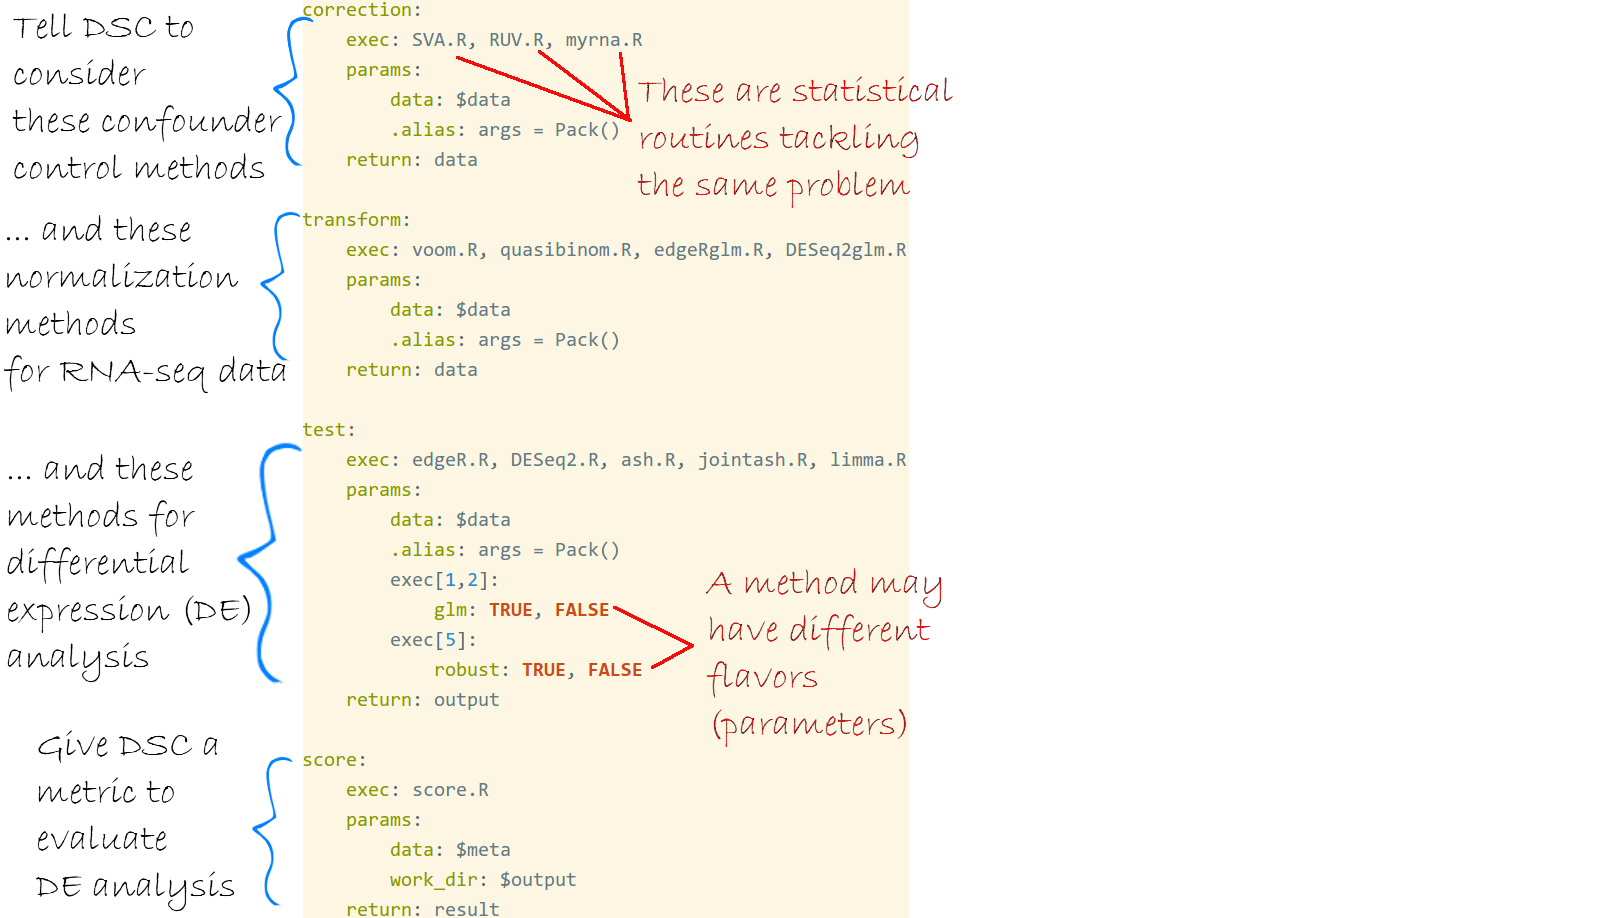 Tell DSC to
consider
these confounder
control methods
correction:
exec: SVA.R, RUV.R, myrna.R
params:
data: $data
.alias: args = Pack()
return: data
These are statistical
routines tackling
the same problem
... and these
normalization
methods
for RNA-seq data
transform:
exec: voom.R, quasibinom.R, edgeRglm.R, DESeq2glm.R
params:
data: $data
.alias: args = Pack()
return: data
... and these
methods for
differential
expression (DE)
analysis
test:
exec: edgeR.R, DESeq2.R, ash.R, jointash.R, limma.R
params:
data: $data
.alias: args = Pack()
exec[1,2]:
glm: TRUE, FALSE
exec[5]:
robust: TRUE, FALSE
return: output
A method may
have different
flavors
(parameters)
Give DSC a
metric to
evaluate
DE analysis
score:
exec: score.R
params:
data: $meta
work_dir: $output
return: result